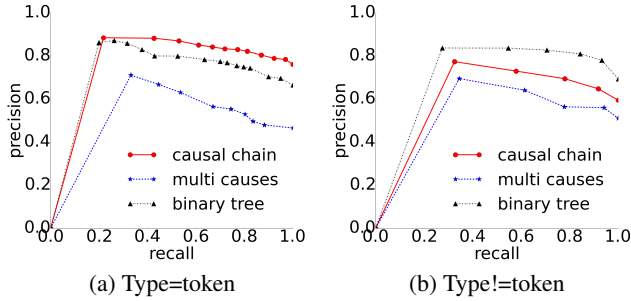 1.0
0.8
0.6
0.4
0.2
0.0
precision
0.0 0.2 0.4 0.6 0.8 1.0
recall
causal chain
multi causes
binary tree
(a) Type=token
1.0
0.8
0.6
0.4
0.2
0.0
precision
0.0 0.2 0.4 0.6 0.8 1.0
recall
causal chain
multi causes
binary tree
(b) Type!=token